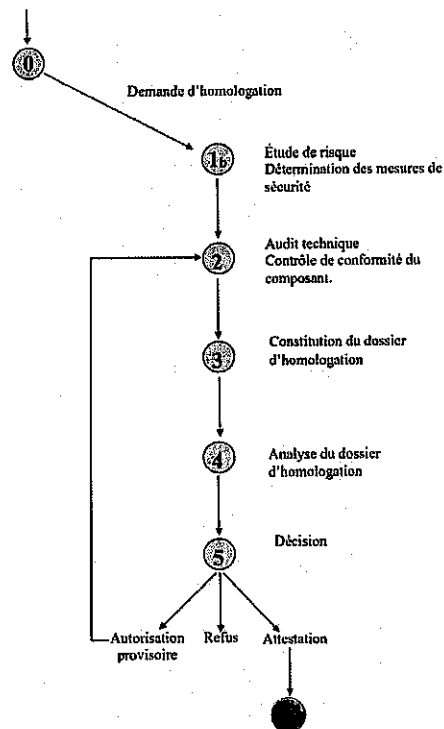 0
Demande d'homologation
1b
Étude de risque
Détermination des mesures de
sécurité
2
Audit technique
Contrôle de conformité du
composant.
3
Constitution du dossier
d'homologation
4
Analyse du dossier
d'homologation
5
Décision
Autorisation
provisoire
Refus
Attestation